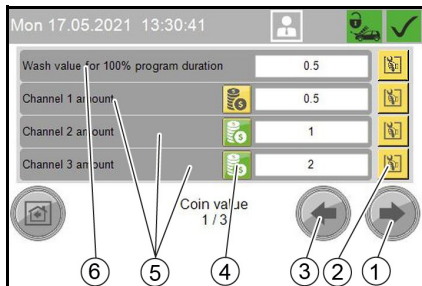 Mon 17.05.2021 13:30:41
Wash value for 100% program duration 0.5
Channel 1 amount 0.5
Channel 2 amount 1
Channel 3 amount 2
Coin value
1 / 3
6 5 4 3 2 1